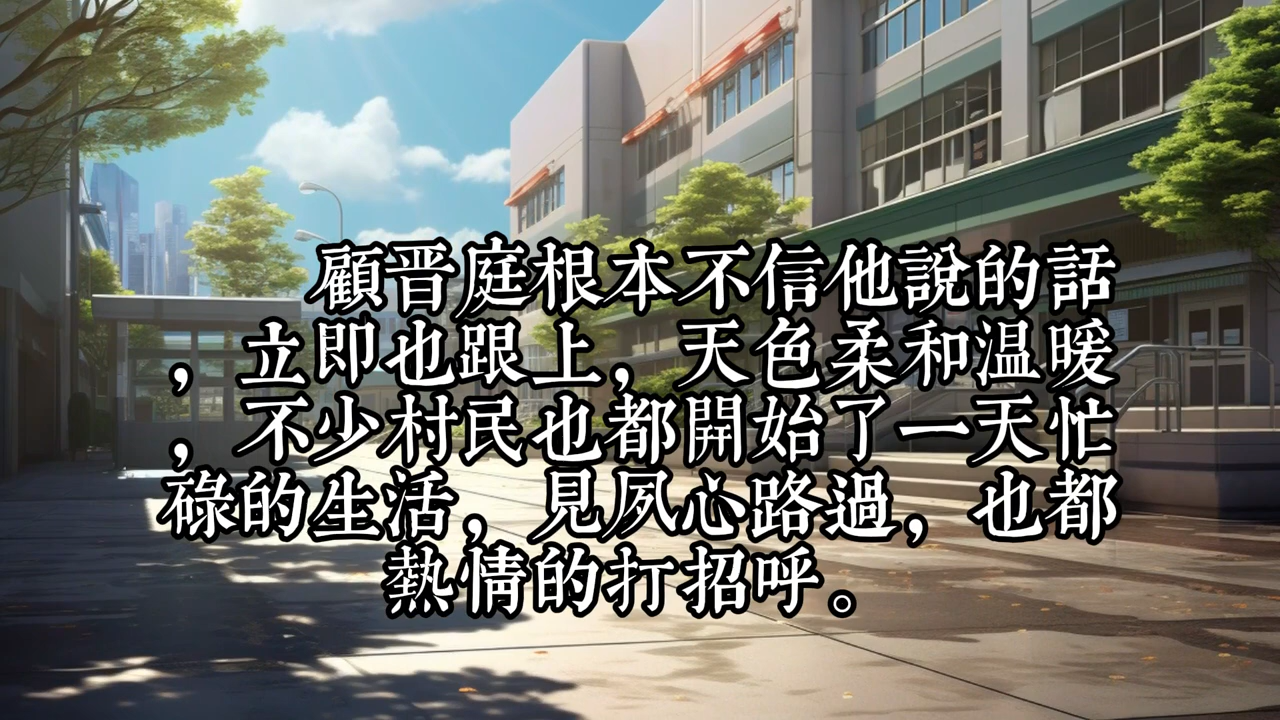 顧晋庭根本不信他說的話
，立即也跟上，天色柔和温暖
，不少村民也都開始了一天忙
碌的生活，見夙心路過，也都
熱情的打招呼。